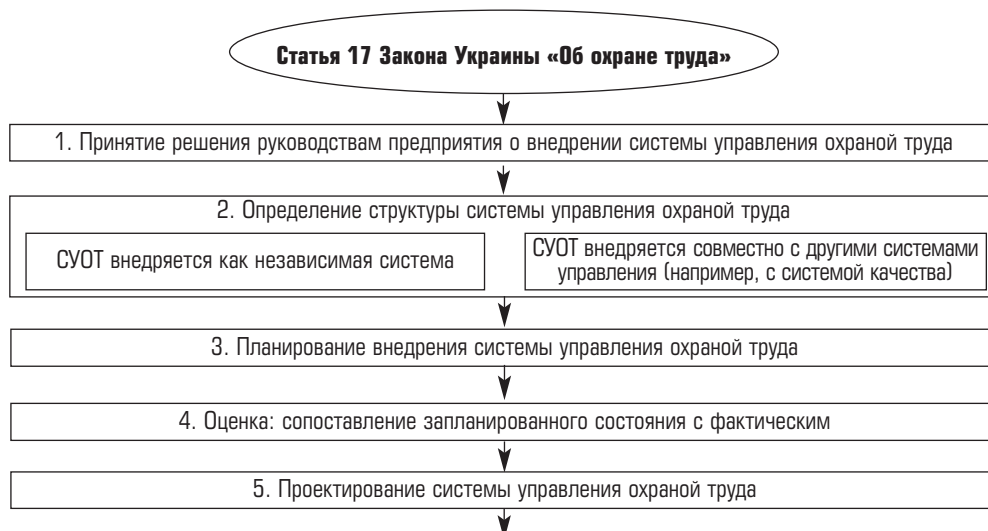 Статья 17 Закона Украины «Об охране труда»
1. Принятие решения руководствам предприятия о внедрении системы управления охраной труда
2. Определение структуры системы управления охраной труда
СУОТ внедряется как независимая система
СУОТ внедряется совместно с другими системами
управления (например, с системой качества)
3. Планирование внедрения системы управления охраной труда
4. Оценка: сопоставление запланированного состояния с фактическим
5. Проектирование системы управления охраной труда